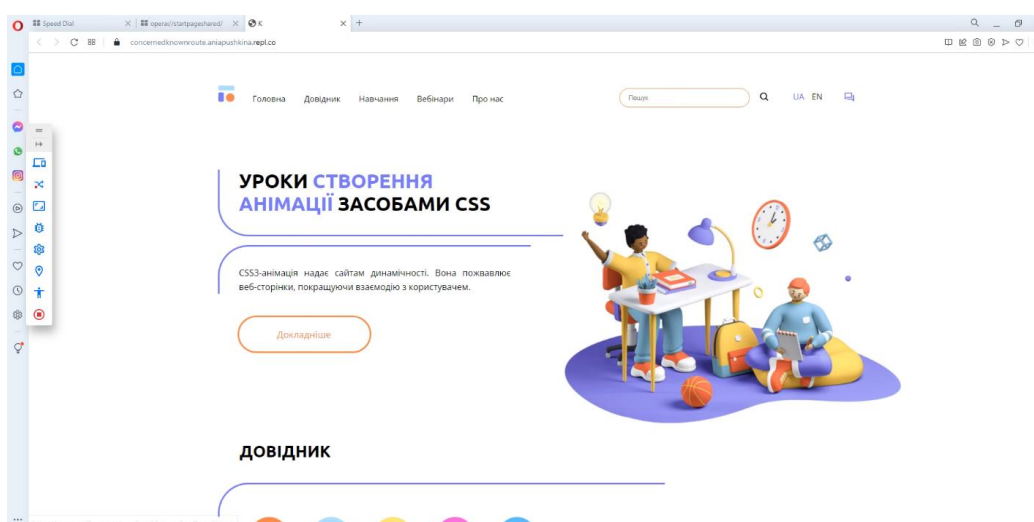 Speed Dial
opera://startpageshared/
K
concernedknownroute.aniapushkina.repl.co
Головна Довідник Навчання Вебінари Про нас
Пошук
UA EN
УРОКИ СТВОРЕННЯ
АНІМАЦІЇ ЗАСОБАМИ CSS
CSS3-анімація надає сайтам динамічності. Вона пожвавлює
веб-сторінки, покращуючи взаємодію з користувачем.
Докладніше
ДОВІДНИК